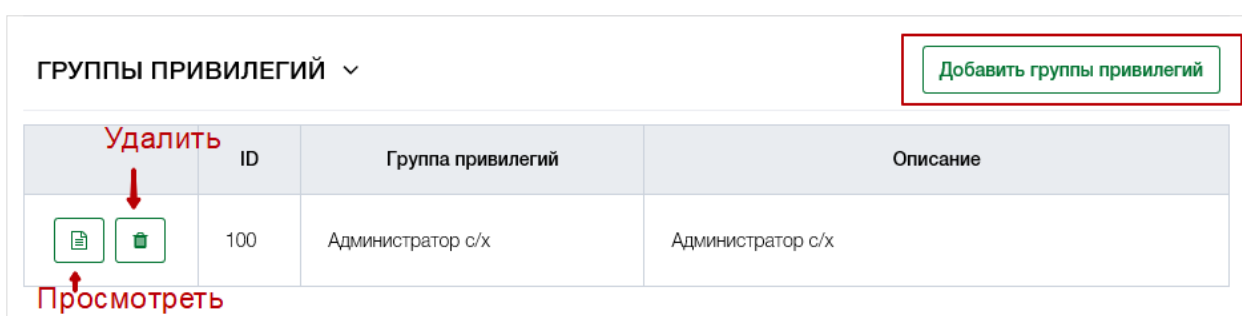 ГРУППЫ ПРИВИЛЕГИЙ
Добавить группы привилегий
Удалить
ID Группа привилегий Описание
100 Администратор с/х Администратор с/х
Просмотреть